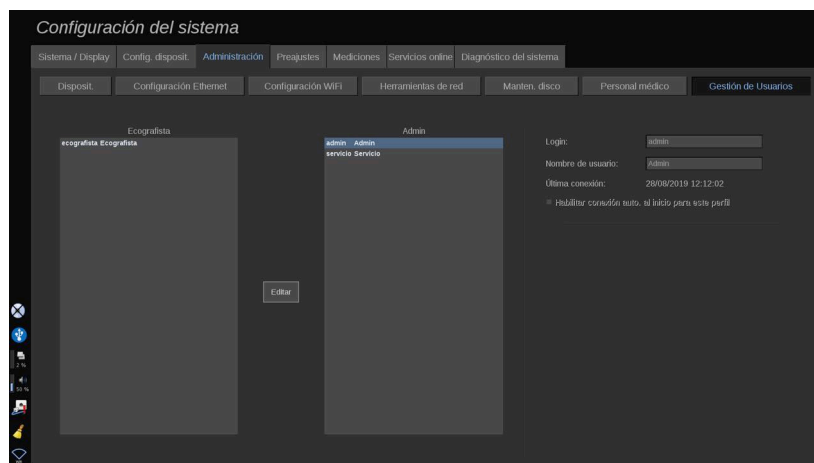 Configuración del sistema
Sistema / Display Config. disposit. Administración Preajustes Mediciones Servicios online Diagnóstico del sistema
Disposit. Configuración Ethernet Configuración WiFi Herramientas de red Manten. disco Personal médico Gestión de Usuarios
Ecografista Admin
ecografista Ecografista admin Admin Login: admin
servicio Servicio
Nombre de usuario: Admin
Última conexión: 28/08/2019 12:12:02
Habilitar conexión auto. al inicio para este perfil
Editar
2 %
50 %